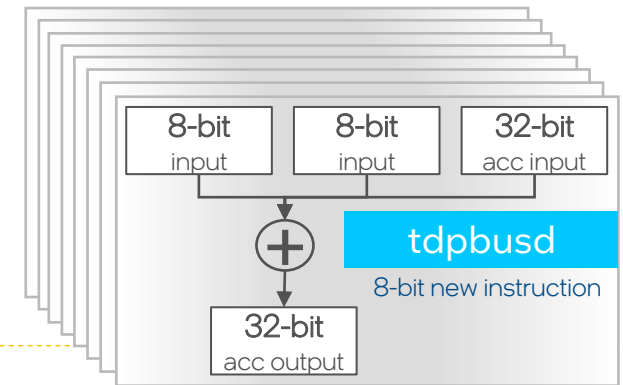 8-bit
input
8-bit
input
32-bit
acc input
+
tdpbusd
8-bit new instruction
32-bit
acc output